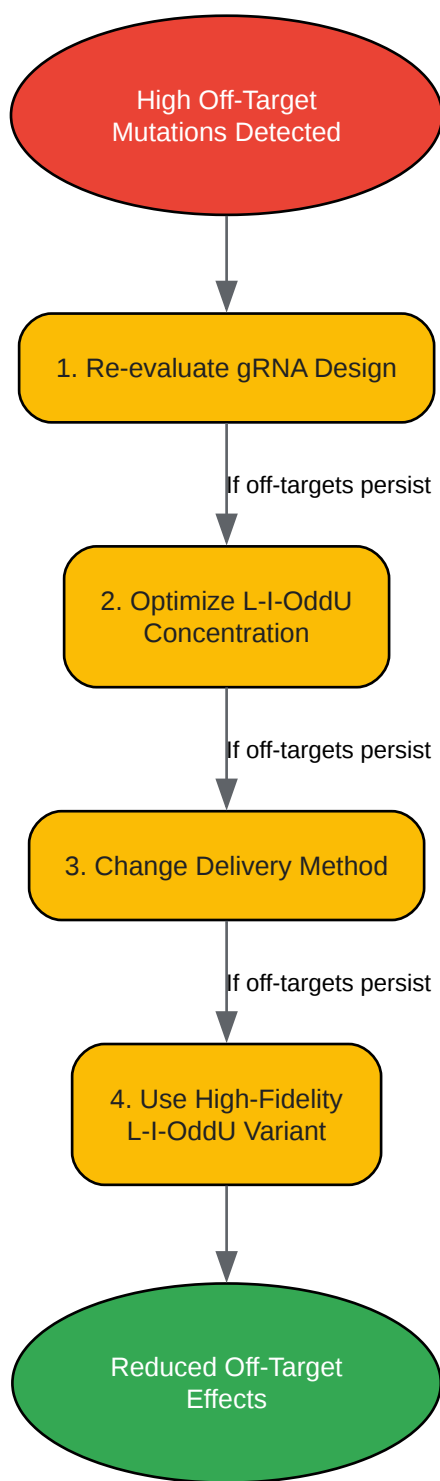 High Off-Target
Mutations Detected
1. Re-evaluate gRNA Design
If off-targets persist
2. Optimize L-I-OddU
Concentration
If off-targets persist
3. Change Delivery Method
If off-targets persist
4. Use High-Fidelity
L-I-OddU Variant
Reduced Off-Target
Effects